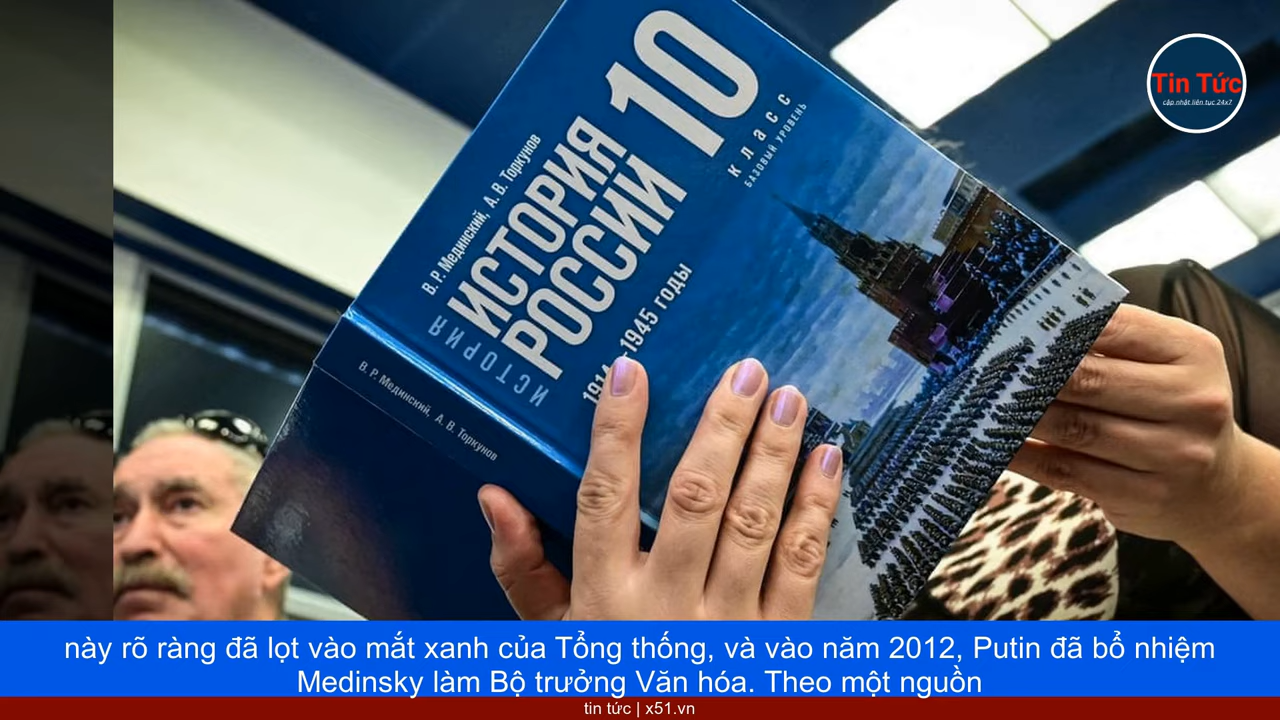 В. Р. Мединский, А. В. Торкунов
ИСТОРИЯ
РОССИИ
1914–1945 годы
10
класс
БАЗОВЫЙ УРОВЕНЬ
ИСТОРИЯ
В. Р. Мединский, А. В. Торкунов
Tin Tức
cập nhật liên tục 24x7
này rõ ràng đã lọt vào mắt xanh của Tổng thống, và vào năm 2012, Putin đã bổ nhiệm
Medinsky làm Bộ trưởng Văn hóa. Theo một nguồn
tin tức | x51.vn